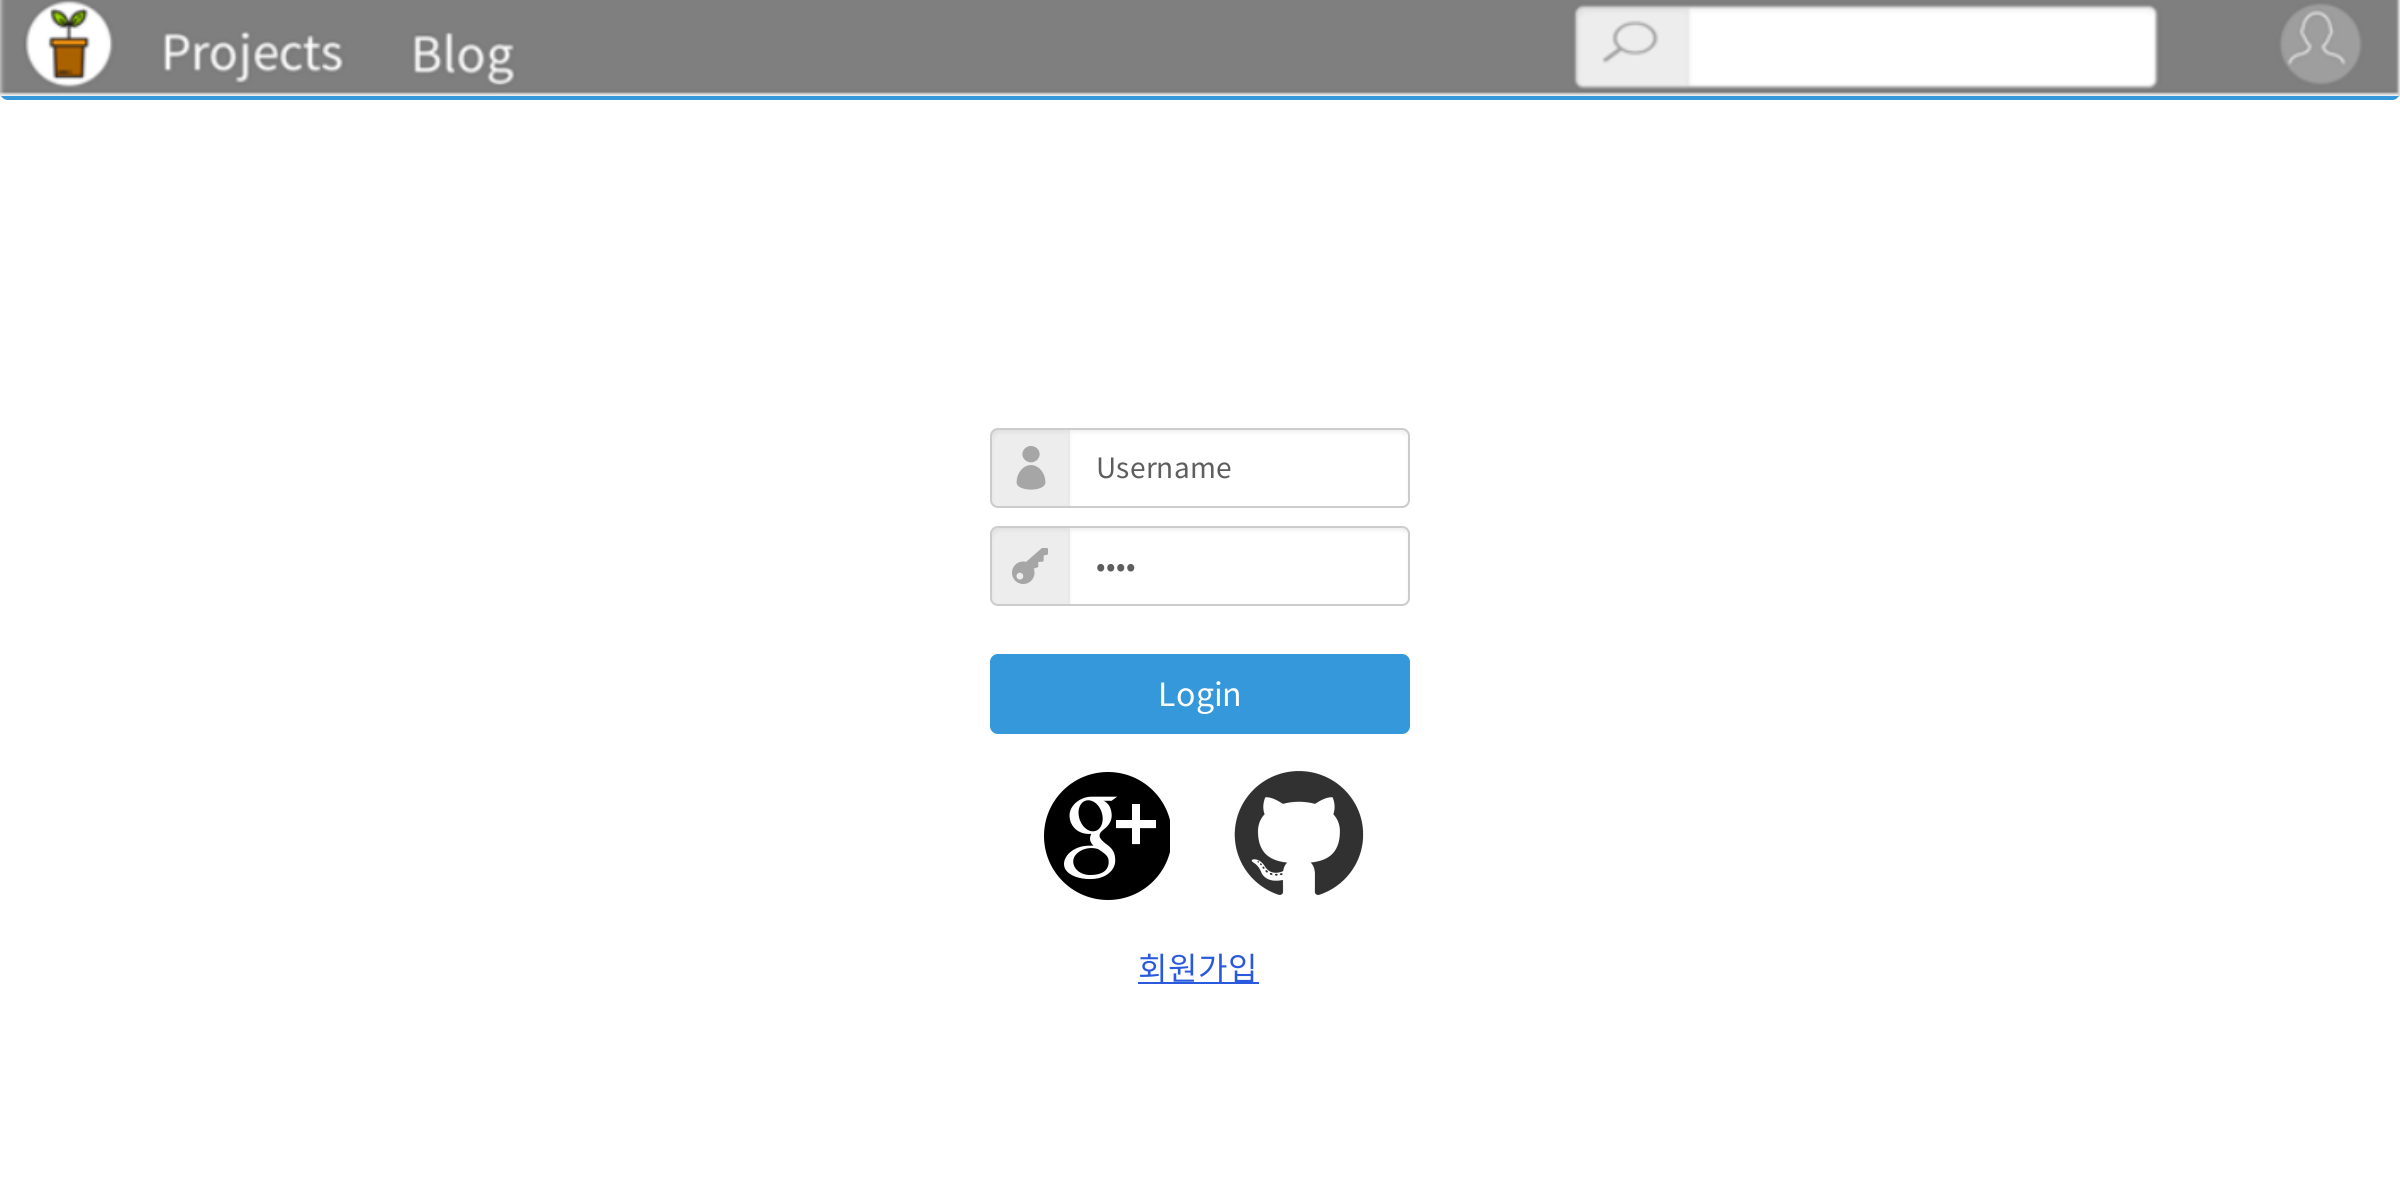 Projects
Blog
Username
••••
Login
g+
회원가입